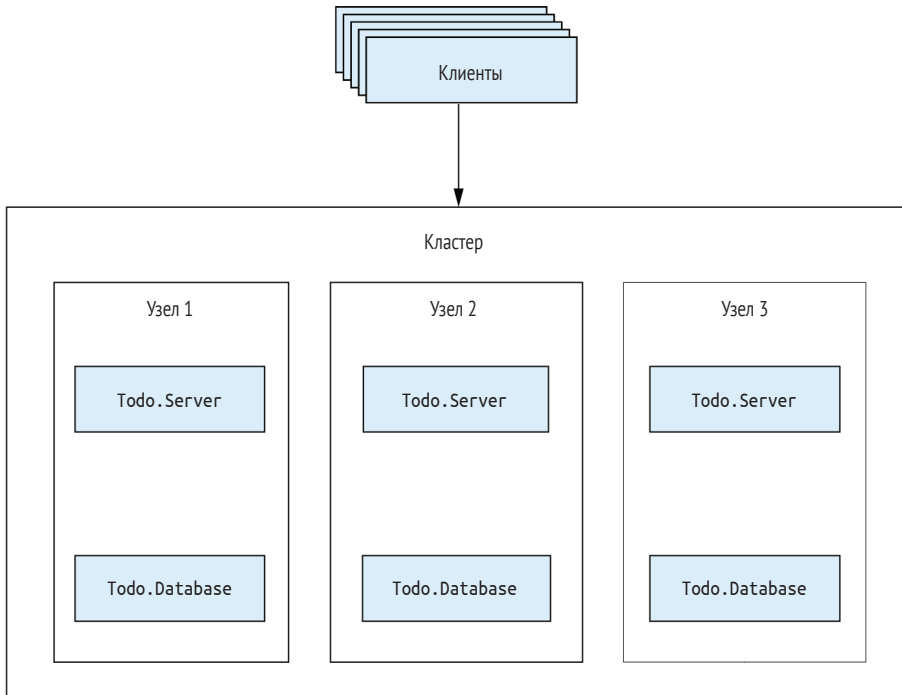 Клиенты
Кластер
Узел 1
Узел 2
Узел 3
Todo.Server
Todo.Server
Todo.Server
Todo.Database
Todo.Database
Todo.Database